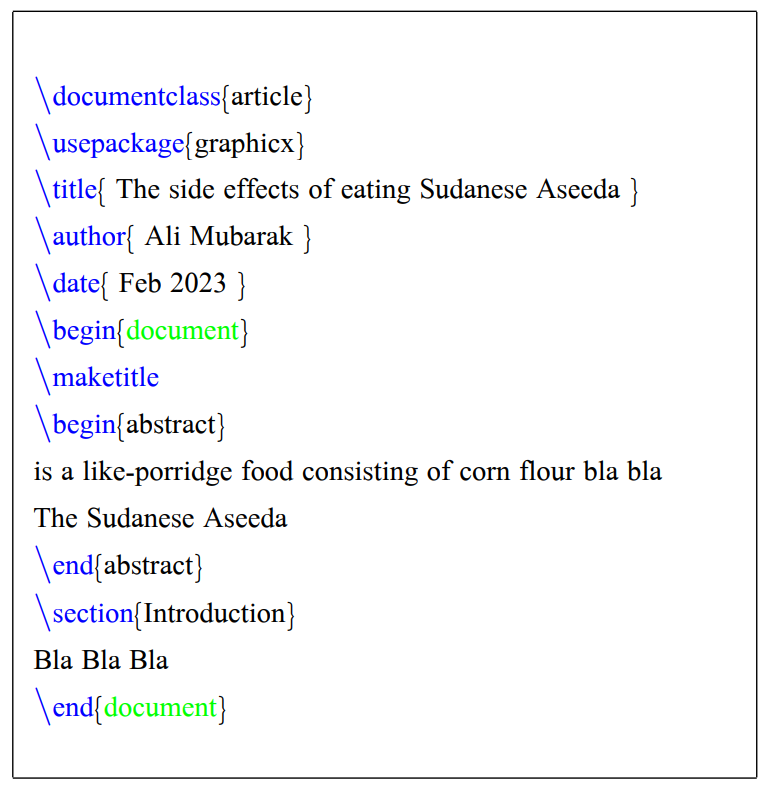 \documentclass{article}
\usepackage{graphicx}
\title{ The side effects of eating Sudanese Aseeda }
\author{ Ali Mubarak }
\date{ Feb 2023 }
\begin{document}
\maketitle
\begin{abstract}
is a like-porridge food consisting of corn flour bla bla
The Sudanese Aseeda
\end{abstract}
\section{Introduction}
Bla Bla Bla
\end{document}